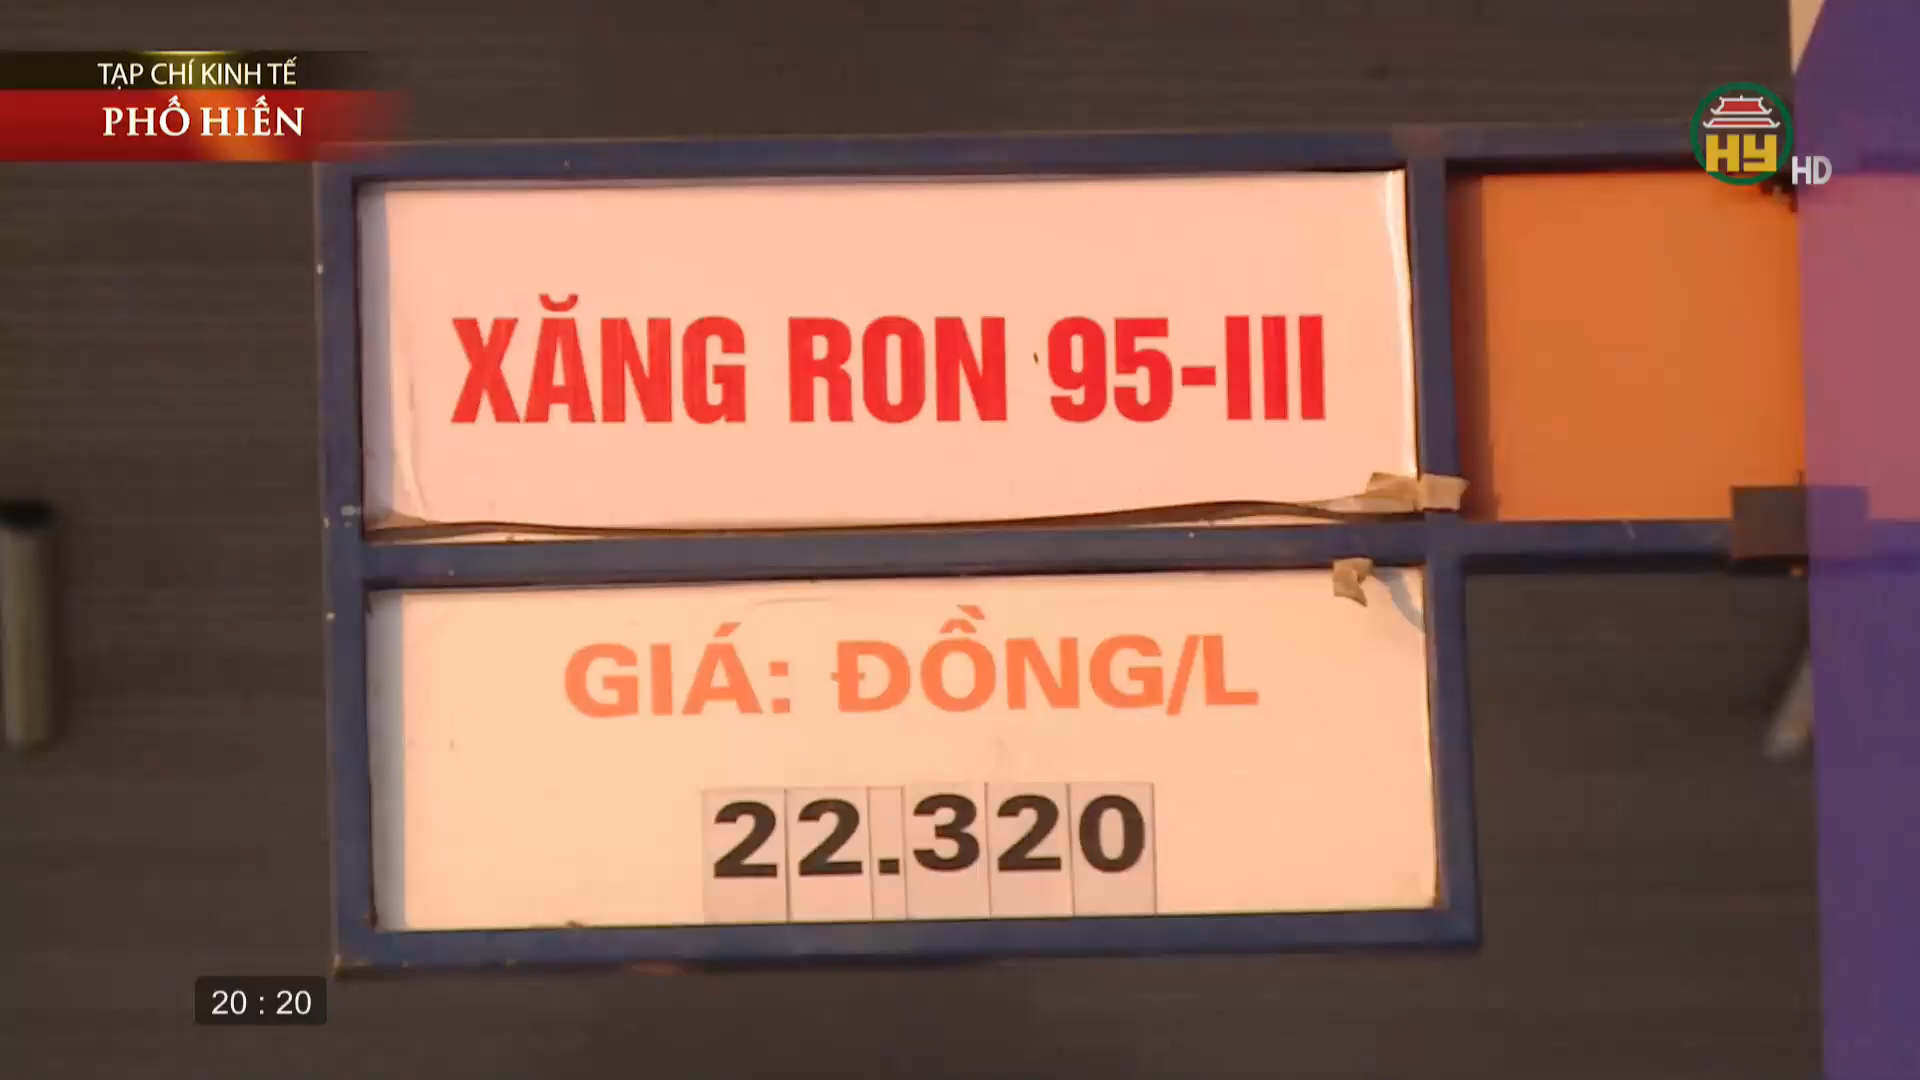 TẠP CHÍ KINH TẾ
PHỐ HIẾN
HY HD
XĂNG RON 95-III
GIÁ: ĐỒNG/L
22.320
20 : 20